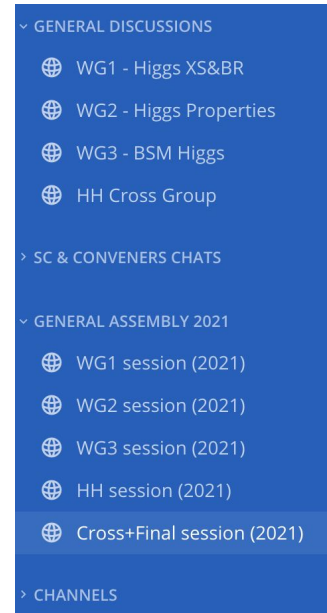 GENERAL DISCUSSIONS
WG1 - Higgs XS&BR
WG2 - Higgs Properties
WG3 - BSM Higgs
HH Cross Group
SC & CONVENERS CHATS
GENERAL ASSEMBLY 2021
WG1 session (2021)
WG2 session (2021)
WG3 session (2021)
HH session (2021)
Cross+Final session (2021)
CHANNELS